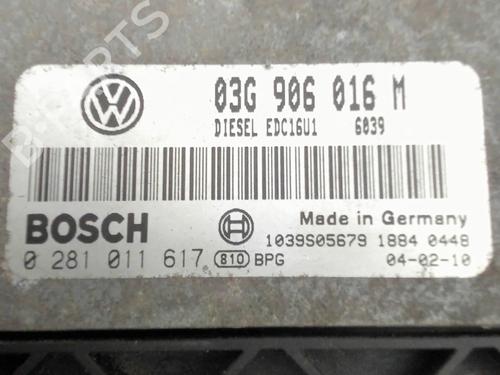 03G 906 016 M
DIESEL EDC16U1 6039
BOSCH
Made in Germany
1039S05679 1884 0448
0 281 011 617 810 BPG 04-02-10
B-PARTS